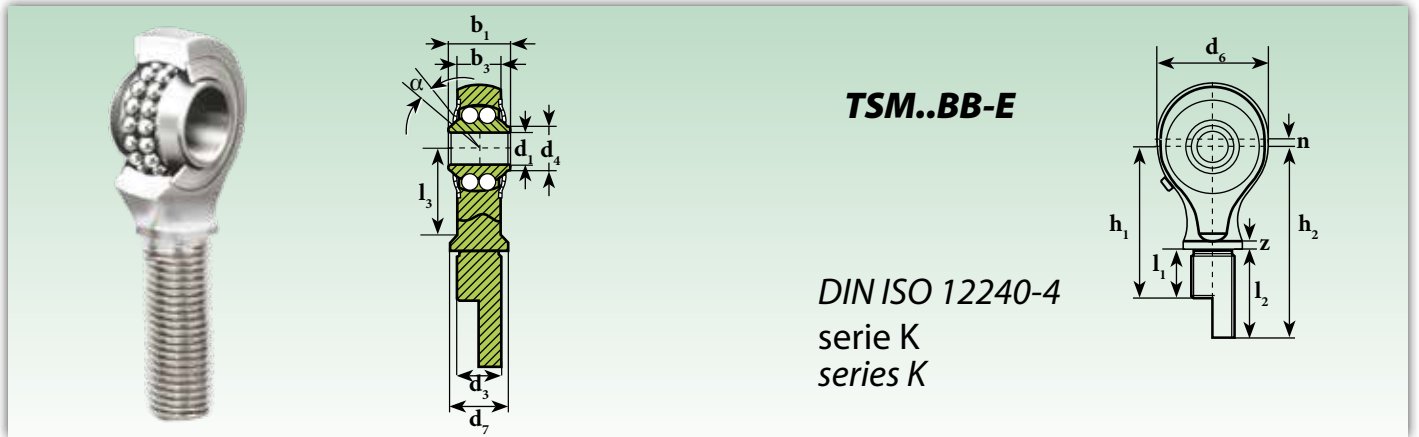 b1
b3
α
d1
d4
l3
d3
d7
TSM..BB-E
DIN ISO 12240-4
serie K
series K
d6
n
h1
h2
z
l1
l2